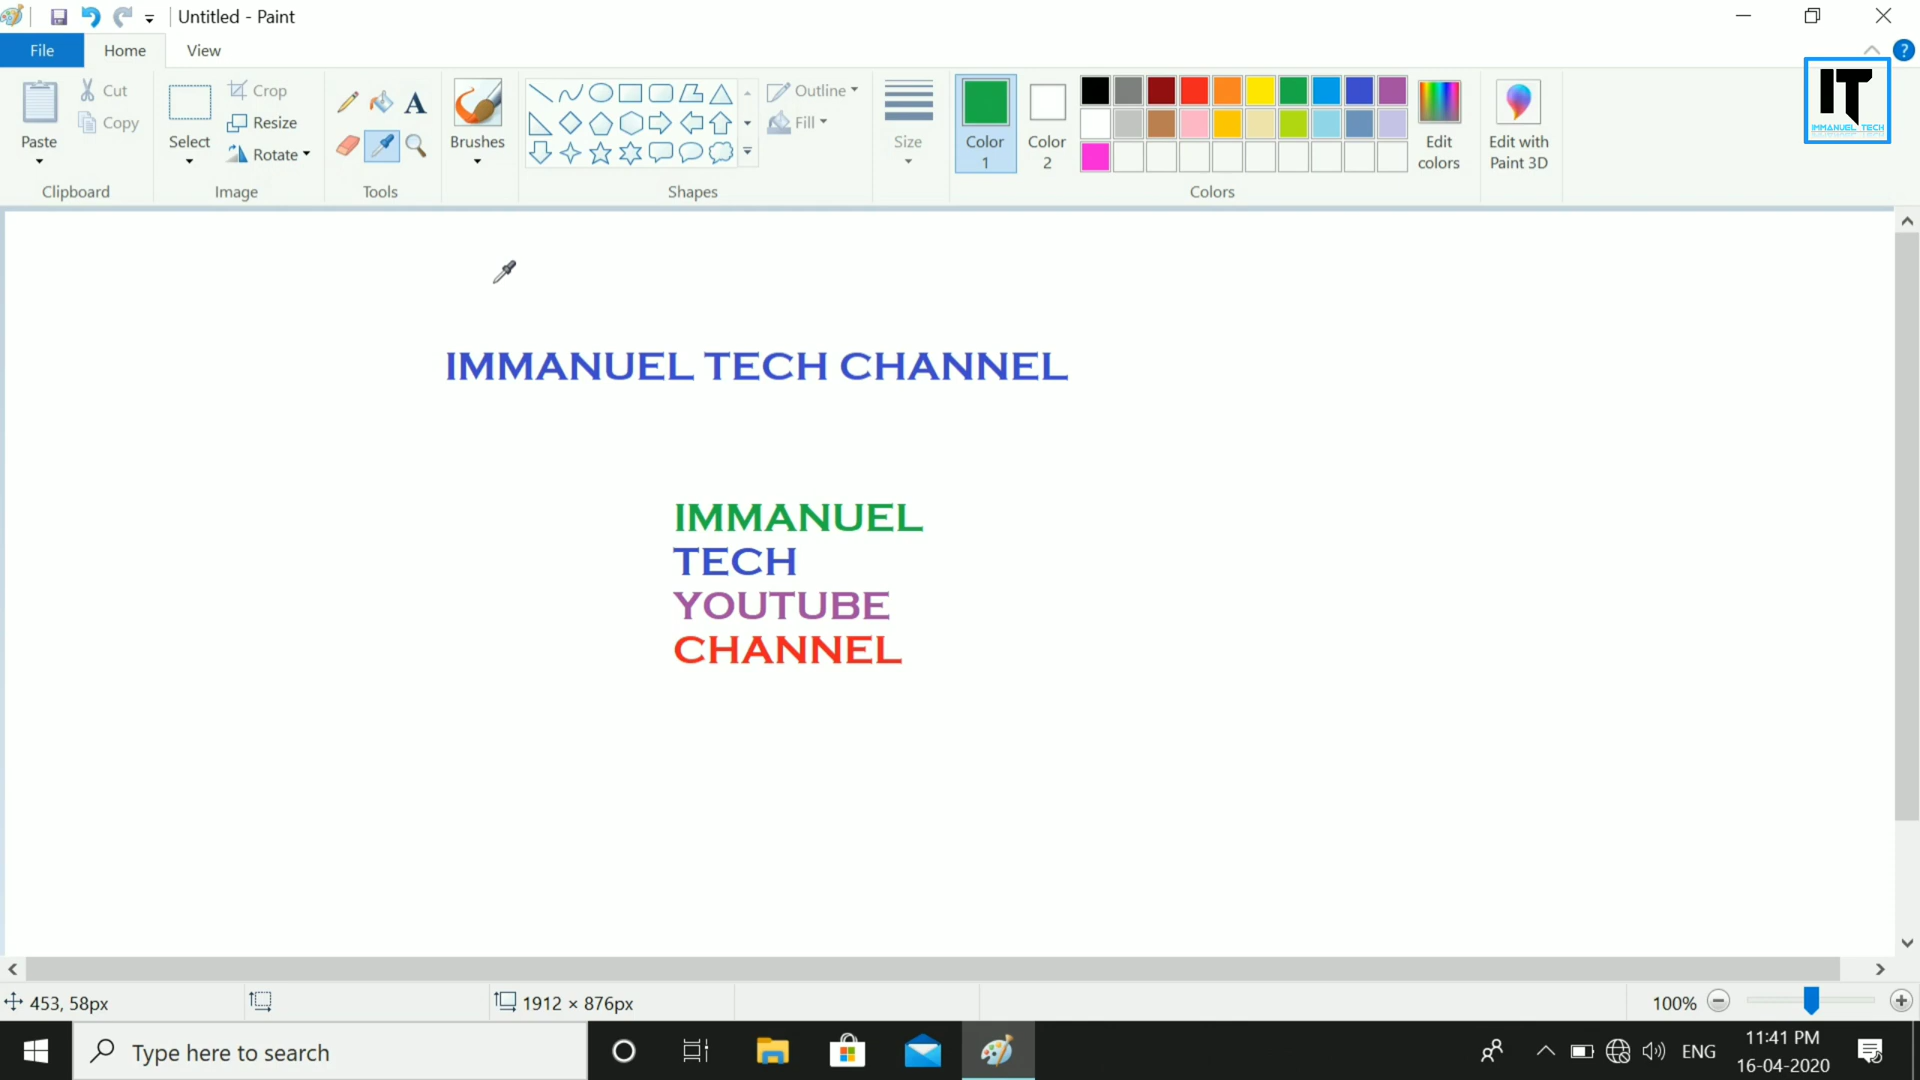 Untitled - Paint
File Home View
Paste
Cut
Copy
Clipboard
Select
Crop
Resize
Rotate
Image
A
Tools
Brushes
Outline
Fill
Shapes
Size
Color 1
Color 2
Edit colors
Colors
Edit with Paint 3D
?
IT
IMMANUEL TECH
IMMANUEL TECH CHANNEL
IMMANUEL
TECH
YOUTUBE
CHANNEL
453, 58px
1912 × 876px
100%
Type here to search
ENG
11:41 PM
16-04-2020